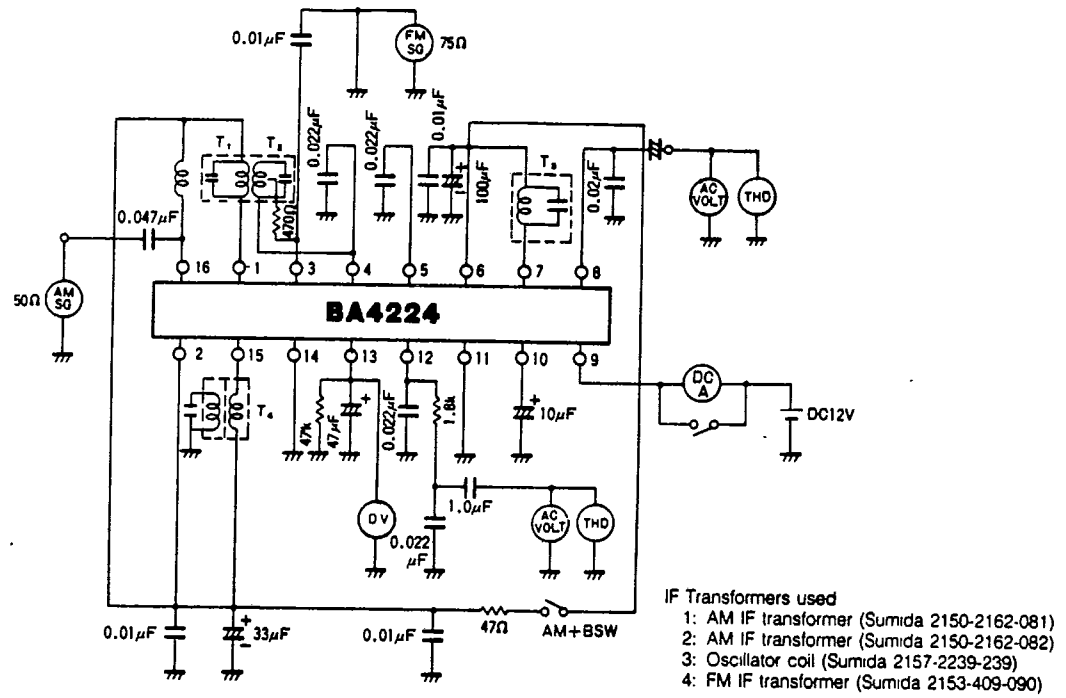 0.01µF
FM
SG
75Ω
0.022µF
0.022µF
0.01µF
100µF
+
-
T₁
T₂
T₃
0.02µF
AC
VOLT
THD
0.047µF
470Ω
50Ω
AM
SG
16
1
3
4
5
6
7
8
BA4224
2
15
14
13
12
11
10
9
T₄
47k
47µF
+
0.022µF
1.8k
10µF
+
DC
A
DC12V
DV
1.0µF
0.022
µF
AC
VOLT
THD
0.01µF
33µF
+
-
0.01µF
47Ω
AM+BSW
IF Transformers used
1: AM IF transformer (Sumida 2150-2162-081)
2: AM IF transformer (Sumida 2150-2162-082)
3: Oscillator coil (Sumida 2157-2239-239)
4: FM IF transformer (Sumida 2153-409-090)